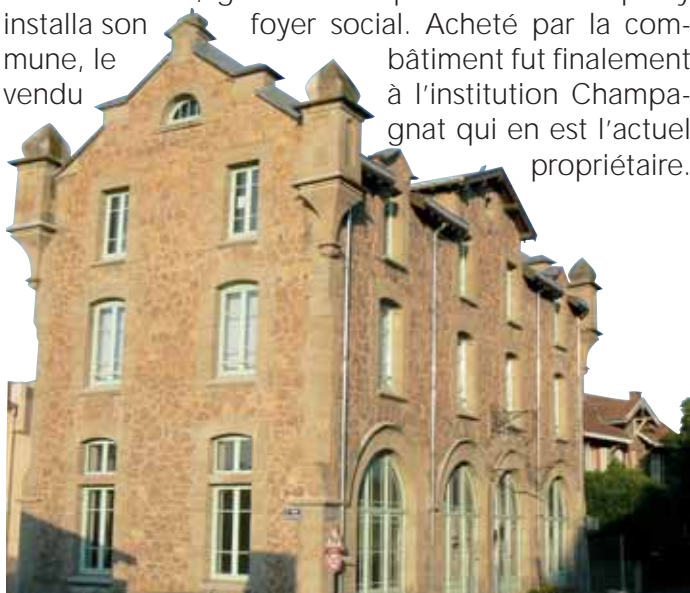 installa son foyer social. Acheté par la com-
mune, le bâtiment fut finalement
vendu à l'institution Champa-
gnat qui en est l'actuel
propriétaire.